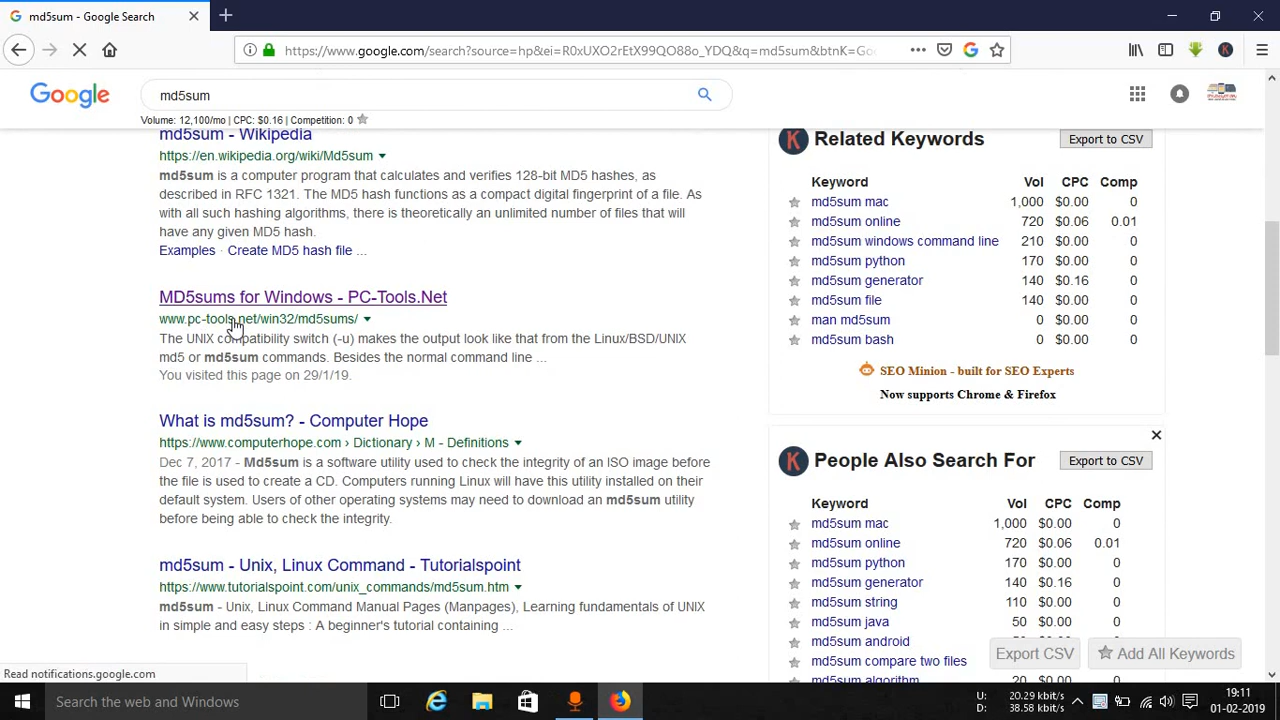 md5sum - Google Search
https://www.google.com/search?source=hp&ei=R0xUXO2rEtX99QO88o_YDQ&q=md5sum&btnK=Go
Google
md5sum
Volume: 12,100/mo | CPC: $0.16 | Competition: 0
md5sum - Wikipedia
https://en.wikipedia.org/wiki/Md5sum
md5sum is a computer program that calculates and verifies 128-bit MD5 hashes, as
described in RFC 1321. The MD5 hash functions as a compact digital fingerprint of a file. As
with all such hashing algorithms, there is theoretically an unlimited number of files that will
have any given MD5 hash.
Examples · Create MD5 hash file ...
MD5sums for Windows - PC-Tools.Net
www.pc-tools.net/win32/md5sums/
The UNIX compatibility switch (-u) makes the output look like that from the Linux/BSD/UNIX
md5 or md5sum commands. Besides the normal command line ...
You visited this page on 29/1/19.
What is md5sum? - Computer Hope
https://www.computerhope.com › Dictionary › M - Definitions
Dec 7, 2017 - Md5sum is a software utility used to check the integrity of an ISO image before
the file is used to create a CD. Computers running Linux will have this utility installed on their
default system. Users of other operating systems may need to download an md5sum utility
before being able to check the integrity.
md5sum - Unix, Linux Command - Tutorialspoint
https://www.tutorialspoint.com/unix_commands/md5sum.htm
md5sum - Unix, Linux Command Manual Pages (Manpages), Learning fundamentals of UNIX
in simple and easy steps : A beginner's tutorial containing ...
K Related Keywords Export to CSV
Keyword Vol CPC Comp
md5sum mac 1,000 $0.00 0
md5sum online 720 $0.06 0.01
md5sum windows command line 210 $0.00 0
md5sum python 170 $0.00 0
md5sum generator 140 $0.16 0
md5sum file 140 $0.00 0
man md5sum 0 $0.00 0
md5sum bash 0 $0.00 0
SEO Minion - built for SEO Experts
Now supports Chrome & Firefox
K People Also Search For Export to CSV
Keyword Vol CPC Comp
md5sum mac 1,000 $0.00 0
md5sum online 720 $0.06 0.01
md5sum python 170 $0.00 0
md5sum generator 140 $0.16 0
md5sum string 110 $0.00 0
md5sum java 50 $0.00 0
md5sum android
md5sum compare two files
md5sum algorithm 20 $0.00 0
Export CSV Add All Keywords
Read notifications.google.com
Search the web and Windows
U: 20.29 kbit/s
D: 38.58 kbit/s
19:11
01-02-2019